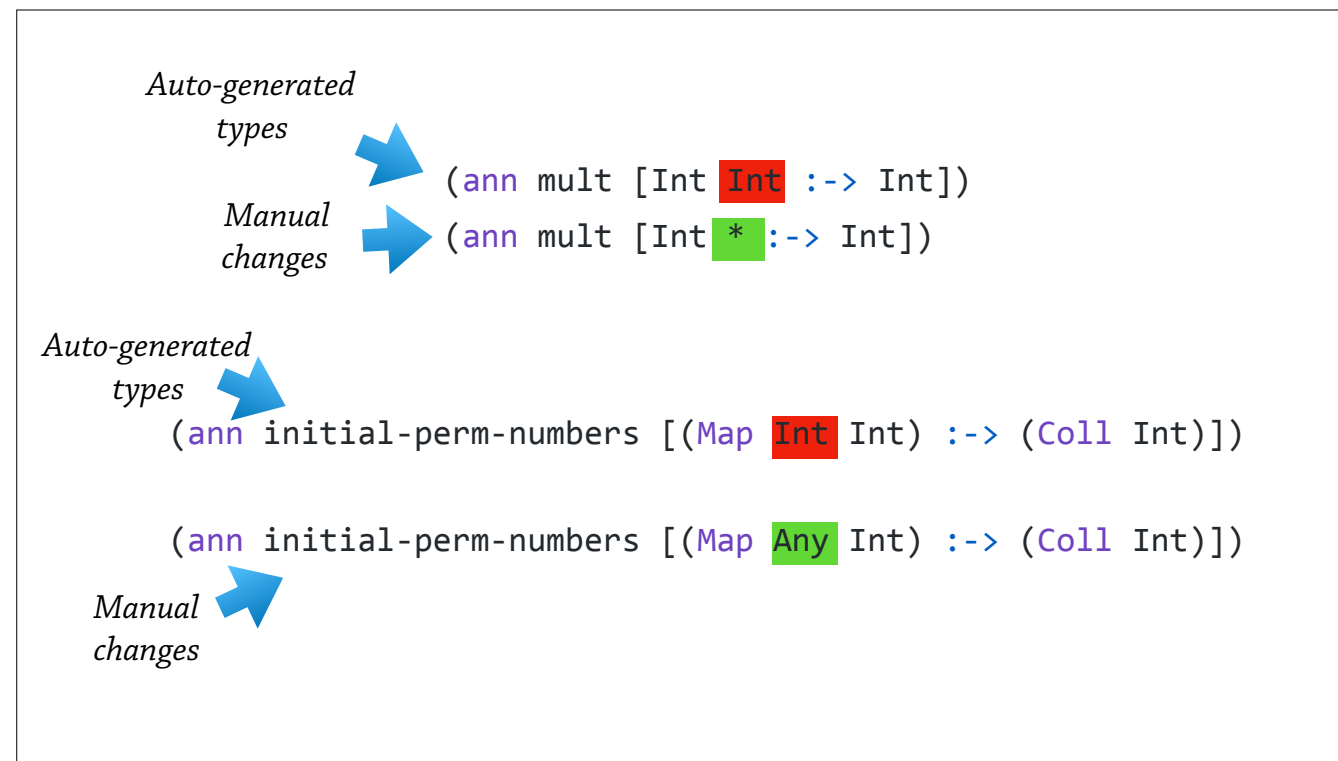 Auto-generated
types
(ann mult [Int Int :-> Int])
Manual
changes
(ann mult [Int * :-> Int])
Auto-generated
types
(ann initial-perm-numbers [(Map Int Int) :-> (Coll Int)])
(ann initial-perm-numbers [(Map Any Int) :-> (Coll Int)])
Manual
changes